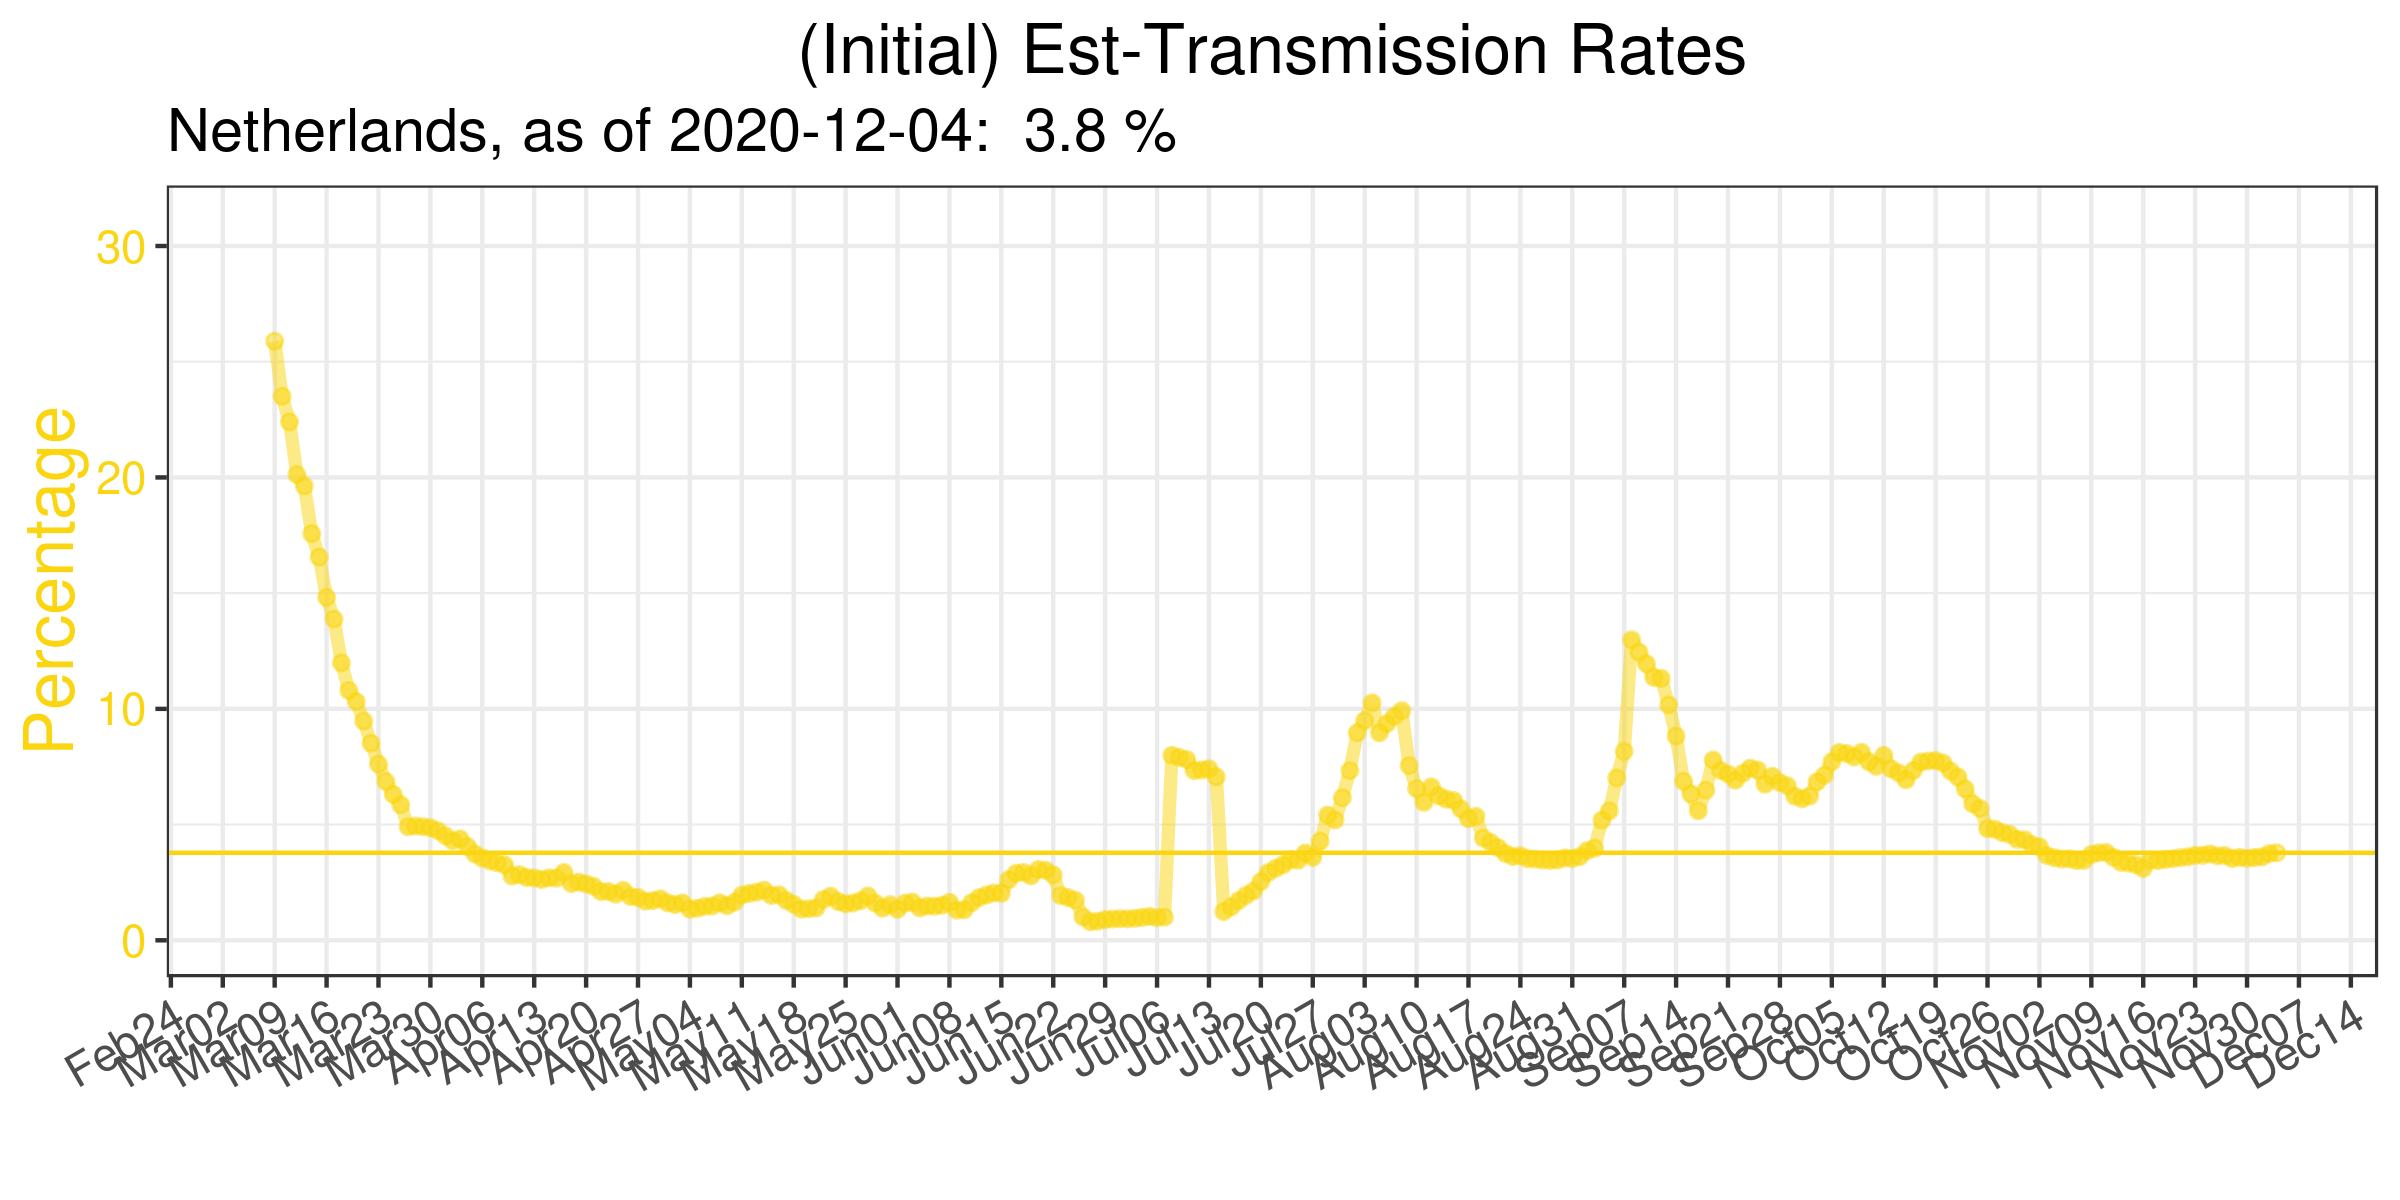 (Initial) Est-Transmission Rates
Netherlands, as of 2020-12-04:  3.8 %
Percentage
30
20
10
0
Feb24
Mar02
Mar09
Mar16
Mar23
Mar30
Apr06
Apr13
Apr20
Apr27
May04
May11
May18
May25
Jun01
Jun08
Jun15
Jun22
Jun29
Jul06
Jul13
Jul20
Jul27
Aug03
Aug10
Aug17
Aug24
Aug31
Sep07
Sep14
Sep21
Sep28
Oct05
Oct12
Oct19
Oct26
Nov02
Nov09
Nov16
Nov23
Nov30
Dec07
Dec14